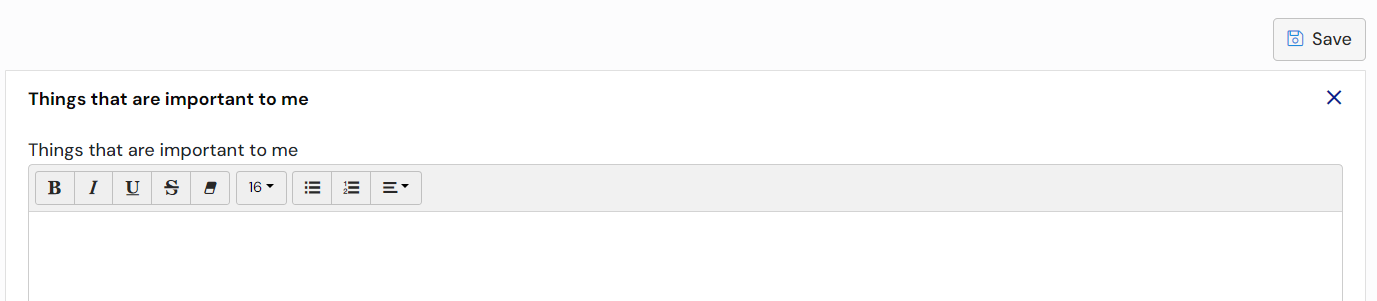 Save
Things that are important to me
Things that are important to me
B I U S 16